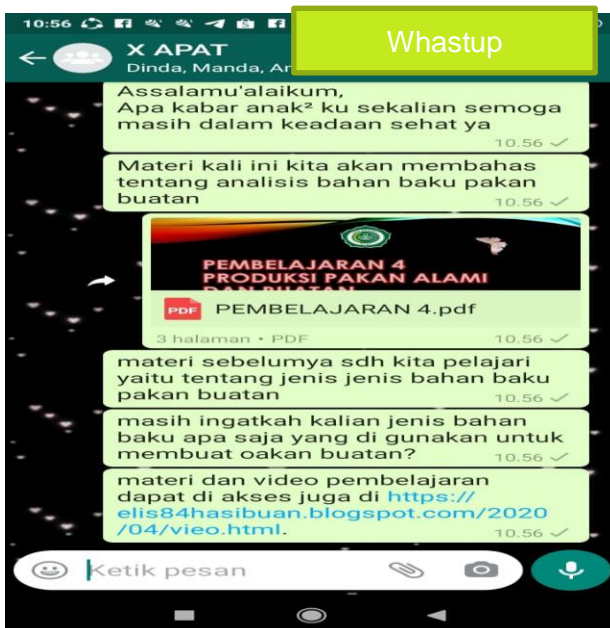 10:56
Whastup
X APAT
Dinda, Manda, Ar
Assalamu'alaikum,
Apa kabar anak² ku sekalian semoga
masih dalam keadaan sehat ya
10.56
Materi kali ini kita akan membahas
tentang analisis bahan baku pakan
buatan
10.56
PEMBELAJARAN 4
PRODUKSI PAKAN ALAMI
DAN BUATAN
PDF PEMBELAJARAN 4.pdf
3 halaman • PDF 10.56
materi sebelumya sdh kita pelajari
yaitu tentang jenis jenis bahan baku
pakan buatan
10.56
masih ingatkah kalian jenis bahan
baku apa saja yang di gunakan untuk
membuat oakan buatan?
10.56
materi dan video pembelajaran
dapat di akses juga di https://
elis84hasibuan.blogspot.com/2020
/04/vieo.html.
10.56
Ketik pesan